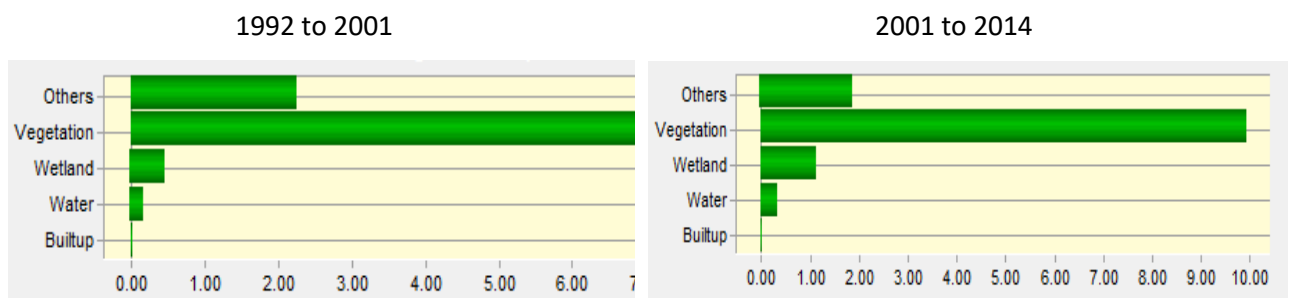 1992 to 2001
2001 to 2014
Others
Vegetation
Wetland
Water
Builtup
0.00 1.00 2.00 3.00 4.00 5.00 6.00
Others
Vegetation
Wetland
Water
Builtup
0.00 1.00 2.00 3.00 4.00 5.00 6.00 7.00 8.00 9.00 10.00